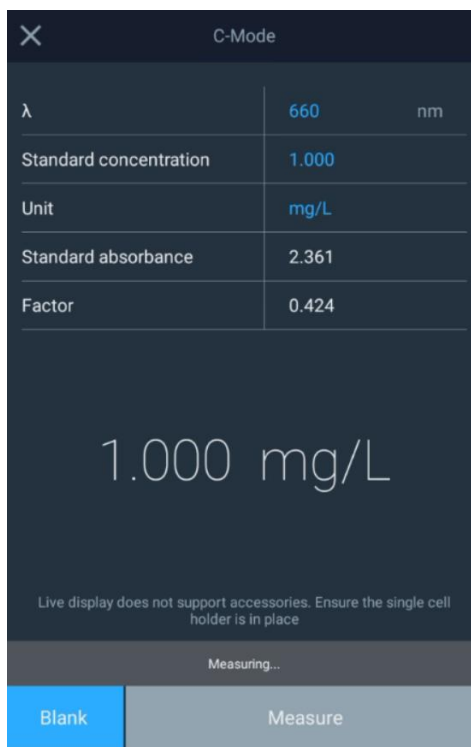 C-Mode
λ 660 nm
Standard concentration 1.000
Unit mg/L
Standard absorbance 2.361
Factor 0.424
1.000 mg/L
Live display does not support accessories. Ensure the single cell
holder is in place
Measuring...
Blank Measure